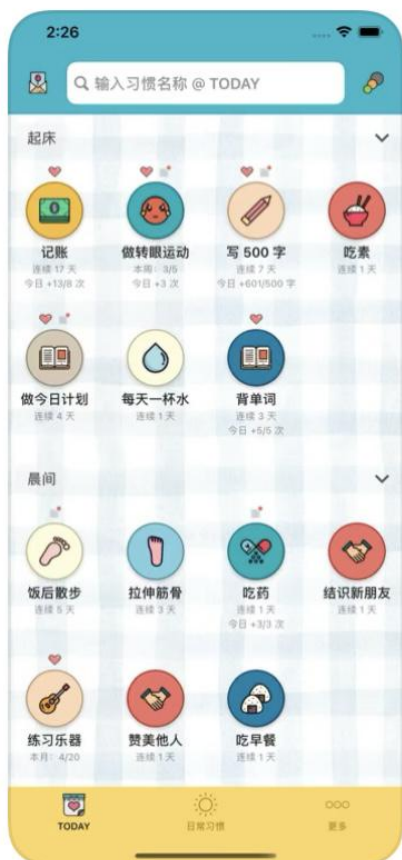 2:26
输入习惯名称 @ TODAY
起床
记账
连续 17 天
今日 +13/8 次
做转眼运动
本周：3/5
今日 +3 次
写 500 字
连续 7 天
今日 +601/500 字
吃素
连续 1 天
做今日计划
连续 4 天
每天一杯水
连续 1 天
背单词
连续 3 天
今日 +5/5 次
晨间
饭后散步
连续 5 天
拉伸筋骨
连续 3 天
吃药
连续 1 天
今日 +3/3 次
结识新朋友
连续 1 天
练习乐器
本月：4/20
赞美他人
连续 1 天
吃早餐
连续 1 天
TODAY
日常习惯
更多